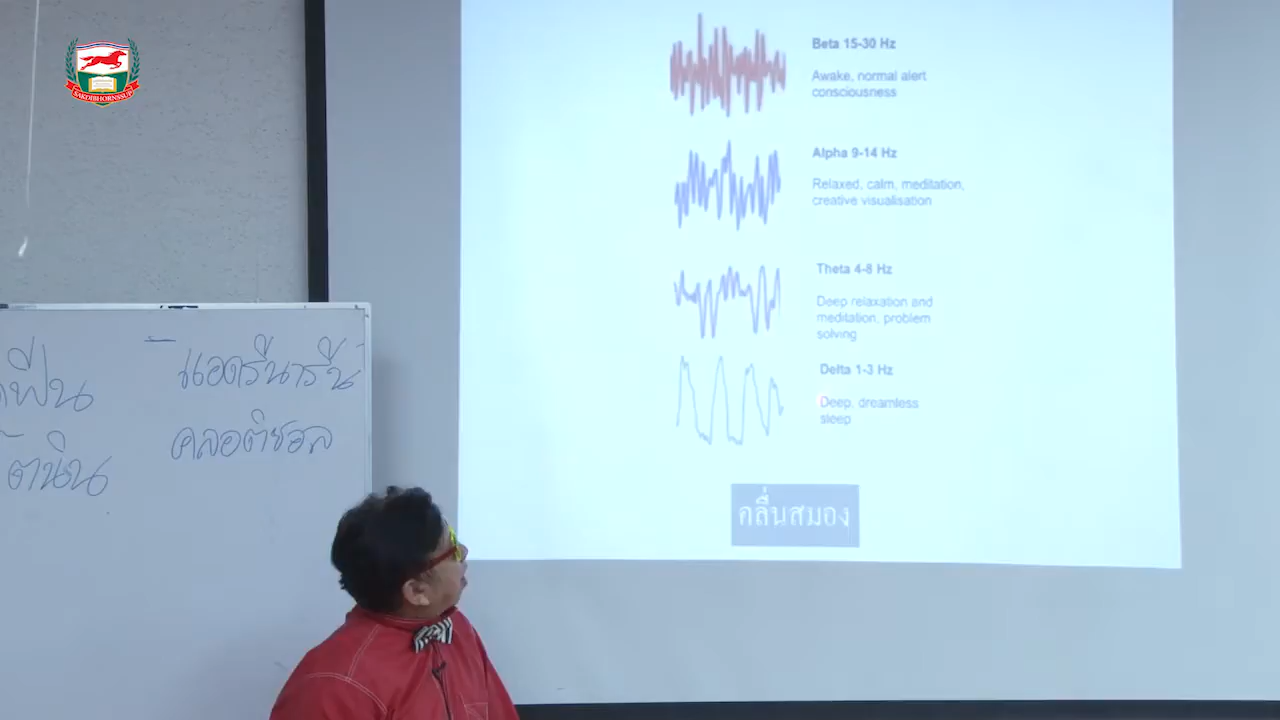 SAKDIBHORNSSUP
Beta 15-30 Hz
Awake, normal alert
consciousness
Alpha 9-14 Hz
Relaxed, calm, meditation,
creative visualisation
Theta 4-8 Hz
Deep relaxation and
meditation, problem
solving
Delta 1-3 Hz
Deep, dreamless
sleep
คลื่นสมอง
แอดรีนารีน
คลอติซอล